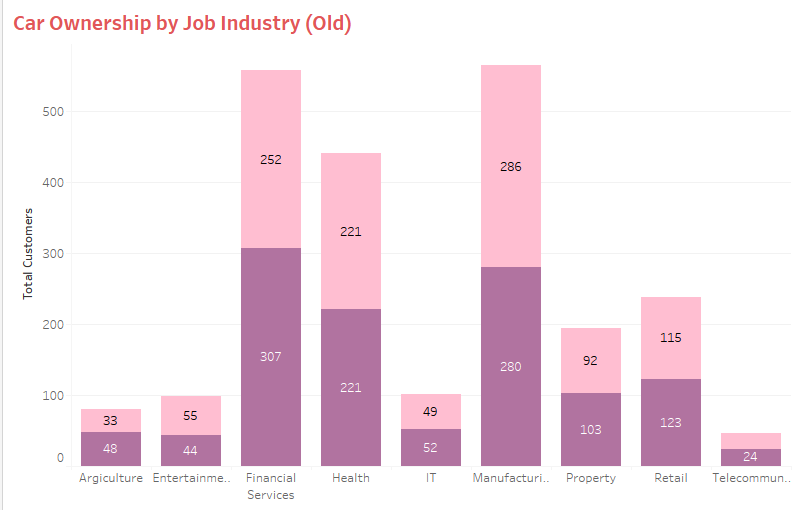 Car Ownership by Job Industry (Old)
Total Customers
500
400
300
200
100
0
33
48
55
44
252
307
221
221
49
52
286
280
92
103
115
123
24
Argiculture
Entertainme..
Financial
Services
Health
IT
Manufacturi..
Property
Retail
Telecommun..